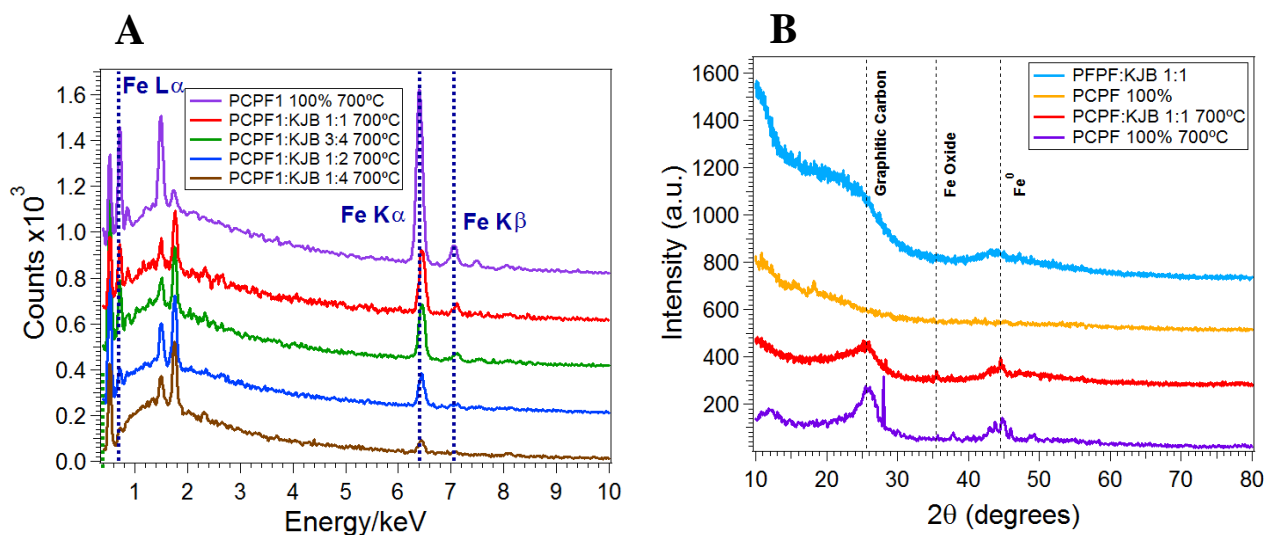 A
Fe Lα
PCPF1 100% 700ºC
PCPF1:KJB 1:1 700ºC
PCPF1:KJB 3:4 700ºC
PCPF1:KJB 1:2 700ºC
PCPF1:KJB 1:4 700ºC
Fe Kα
Fe Kβ
Counts x10³
1.6
1.4
1.2
1.0
0.8
0.6
0.4
0.2
0.0
1
2
3
4
5
6
7
8
9
10
Energy/keV
B
PFPF:KJB 1:1
PCPF 100%
PCPF:KJB 1:1 700ºC
PCPF 100% 700ºC
Graphitic Carbon
Fe Oxide
Fe⁰
Intensity (a.u.)
1600
1400
1200
1000
800
600
400
200
10
20
30
40
50
60
70
80
2θ (degrees)